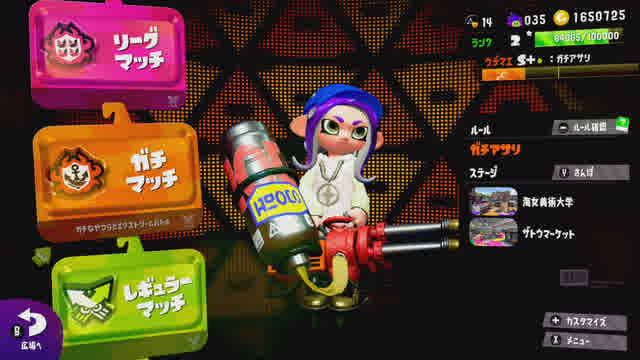 リーグ
マッチ
ガチ
マッチ
ガチなヤツらとエクストリームバトル
レギュラー
マッチ
B
広場へ
14
035
1650725
ランク
2★
84065/100000
ウデマエ
S+
:ガチアサリ
ルール
ルール確認
ガチアサリ
ステージ
Y
さんぽ
海女美術大学
ザトウマーケット
+
カスタマイズ
X
メニュー